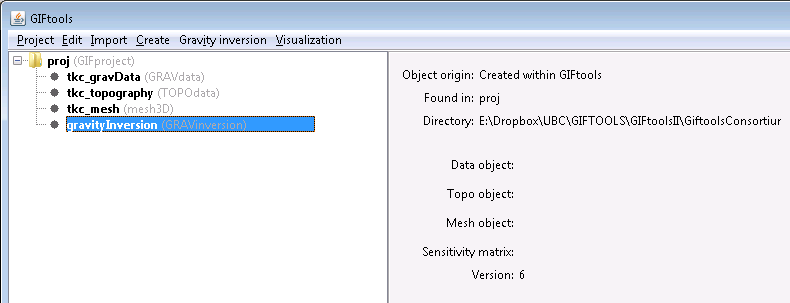 GIFtools
Project Edit Import Create Gravity inversion Visualization
proj (GIFproject)
tkc_gravData (GRAVdata)
tkc_topography (TOPOdata)
tkc_mesh (mesh3D)
gravityInversion (GRAVinversion)
Object origin: Created within GIFtools
Found in: proj
Directory: E:\Dropbox\UBC\GIFTOOLS\GIFtoolsII\GiftoolsConsortiur
Data object:
Topo object:
Mesh object:
Sensitivity matrix:
Version: 6